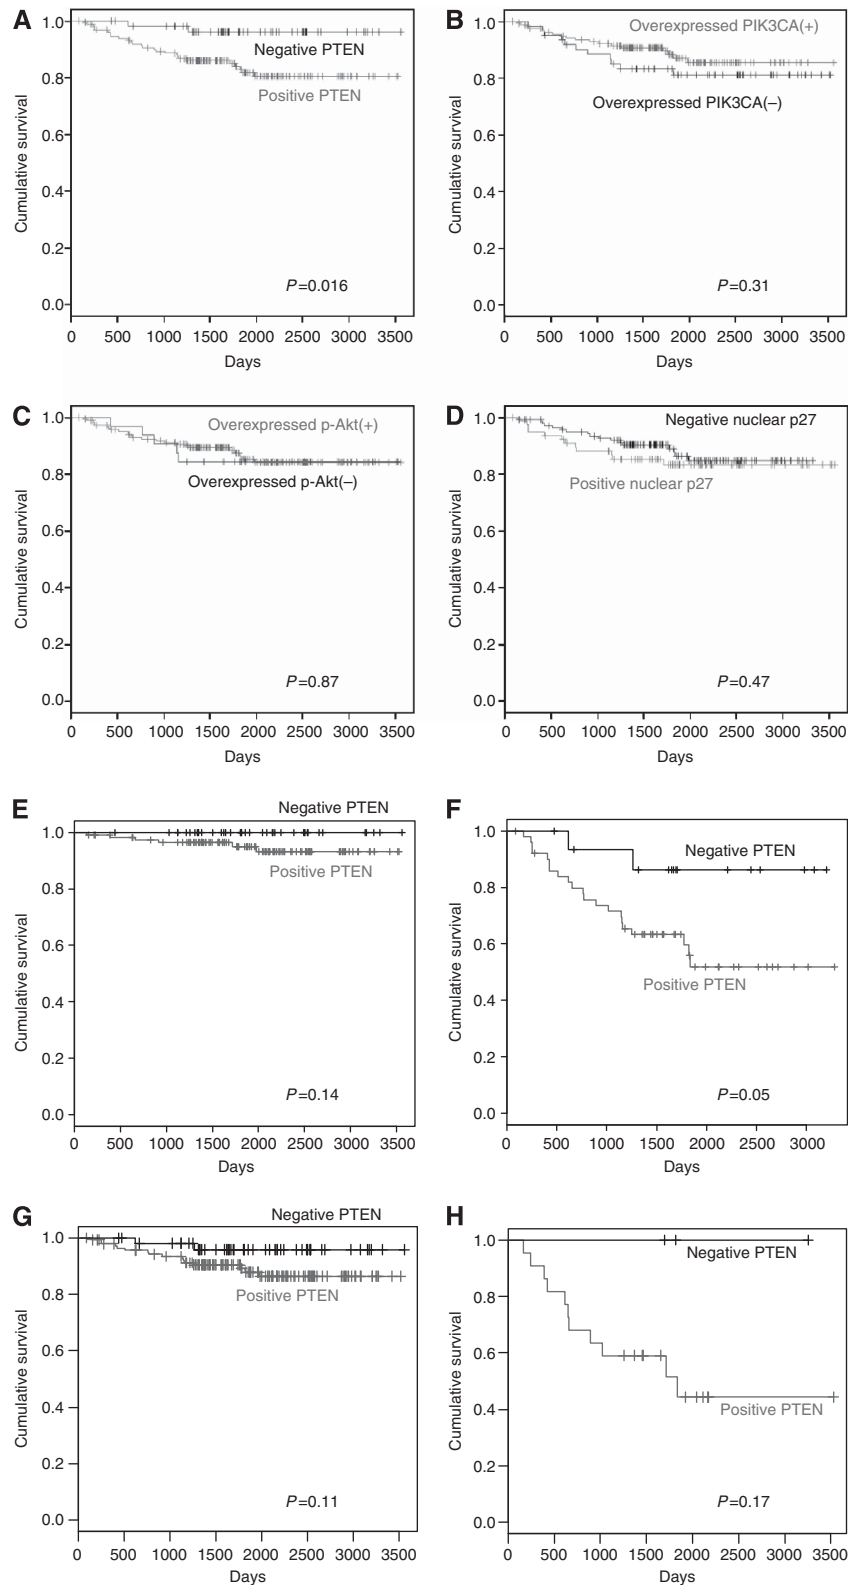 A
Cumulative survival
1.0
0.8
0.6
0.4
0.2
0.0
Negative PTEN
Positive PTEN
P=0.016
0 500 1000 1500 2000 2500 3000 3500
Days
B
Cumulative survival
1.0
0.8
0.6
0.4
0.2
0.0
Overexpressed PIK3CA(+)
Overexpressed PIK3CA(–)
P=0.31
0 500 1000 1500 2000 2500 3000 3500
Days
C
Cumulative survival
1.0
0.8
0.6
0.4
0.2
0.0
Overexpressed p-Akt(+)
Overexpressed p-Akt(–)
P=0.87
0 500 1000 1500 2000 2500 3000 3500
Days
D
Cumulative survival
1.0
0.8
0.6
0.4
0.2
0.0
Negative nuclear p27
Positive nuclear p27
P=0.47
0 500 1000 1500 2000 2500 3000 3500
Days
E
Cumulative survival
1.0
0.8
0.6
0.4
0.2
0.0
Negative PTEN
Positive PTEN
P=0.14
0 500 1000 1500 2000 2500 3000 3500
Days
F
Cumulative survival
1.0
0.8
0.6
0.4
0.2
0.0
Negative PTEN
Positive PTEN
P=0.05
0 500 1000 1500 2000 2500 3000
Days
G
Cumulative survival
1.0
0.8
0.6
0.4
0.2
0.0
Negative PTEN
Positive PTEN
P=0.11
0 500 1000 1500 2000 2500 3000 3500
Days
H
Cumulative survival
1.0
0.8
0.6
0.4
0.2
0.0
Negative PTEN
Positive PTEN
P=0.17
0 500 1000 1500 2000 2500 3000 3500
Days